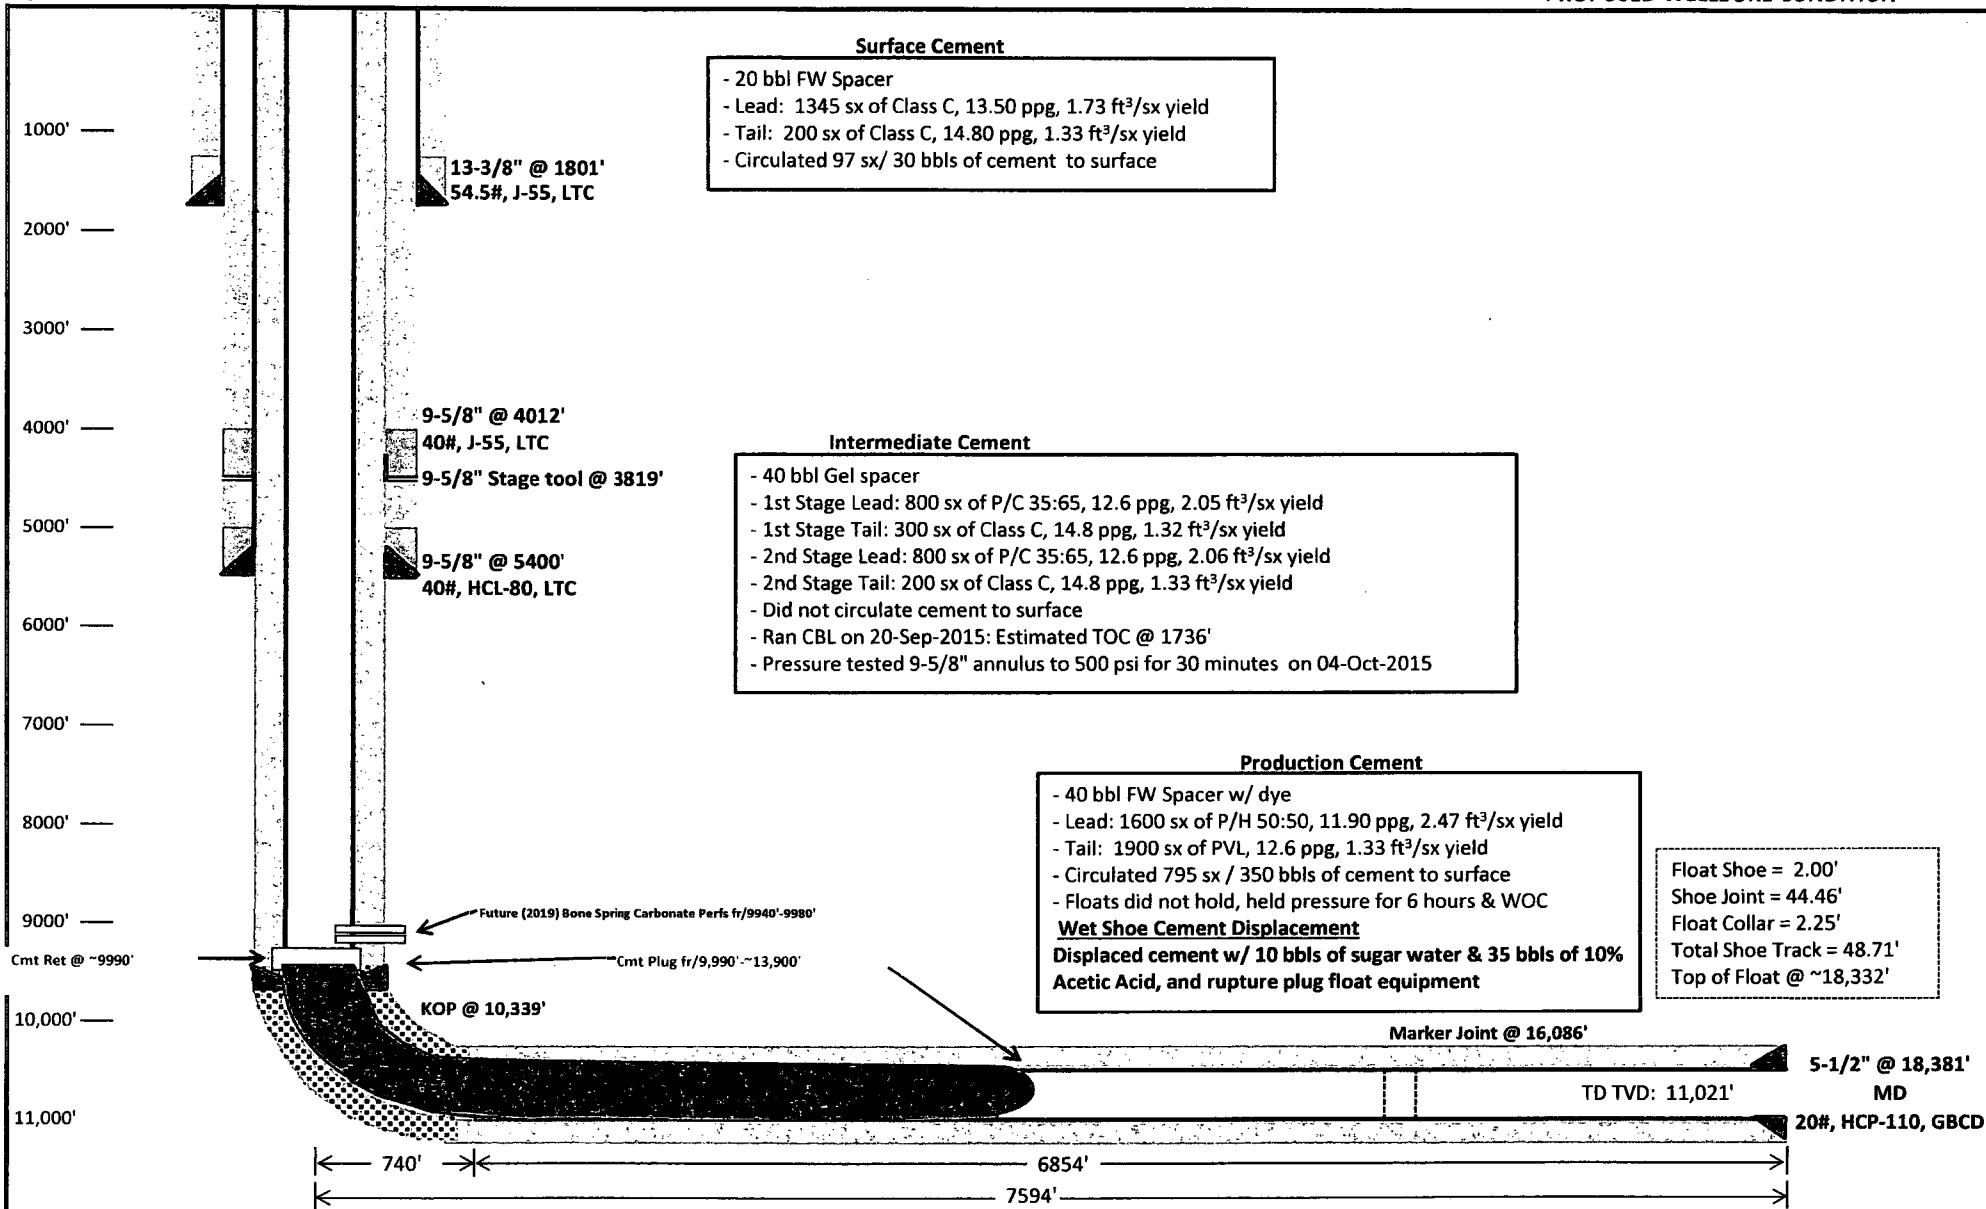 PROPOSED WELLBORE CONDITION
Surface Cement
- 20 bbl FW Spacer
- Lead: 1345 sx of Class C, 13.50 ppg, 1.73 ft³/sx yield
- Tail: 200 sx of Class C, 14.80 ppg, 1.33 ft³/sx yield
- Circulated 97 sx/ 30 bbls of cement to surface
1000'
13-3/8" @ 1801'
54.5#, J-55, LTC
2000'
3000'
4000'
9-5/8" @ 4012'
40#, J-55, LTC
9-5/8" Stage tool @ 3819'
5000'
9-5/8" @ 5400'
40#, HCL-80, LTC
Intermediate Cement
- 40 bbl Gel spacer
- 1st Stage Lead: 800 sx of P/C 35:65, 12.6 ppg, 2.05 ft³/sx yield
- 1st Stage Tail: 300 sx of Class C, 14.8 ppg, 1.32 ft³/sx yield
- 2nd Stage Lead: 800 sx of P/C 35:65, 12.6 ppg, 2.06 ft³/sx yield
- 2nd Stage Tail: 200 sx of Class C, 14.8 ppg, 1.33 ft³/sx yield
- Did not circulate cement to surface
- Ran CBL on 20-Sep-2015: Estimated TOC @ 1736'
- Pressure tested 9-5/8" annulus to 500 psi for 30 minutes on 04-Oct-2015
6000'
7000'
8000'
9000'
Production Cement
- 40 bbl FW Spacer w/ dye
- Lead: 1600 sx of P/H 50:50, 11.90 ppg, 2.47 ft³/sx yield
- Tail: 1900 sx of PVL, 12.6 ppg, 1.33 ft³/sx yield
- Circulated 795 sx / 350 bbls of cement to surface
- Floats did not hold, held pressure for 6 hours & WOC
Wet Shoe Cement Displacement
Displaced cement w/ 10 bbls of sugar water & 35 bbls of 10%
Acetic Acid, and rupture plug float equipment
Float Shoe = 2.00'
Shoe Joint = 44.46'
Float Collar = 2.25'
Total Shoe Track = 48.71'
Top of Float @ ~18,332'
Future (2019) Bone Spring Carbonate Perfs fr/9940'-9980'
Cmt Ret @ ~9990'
Cmt Plug fr/9,990'-~13,900'
KOP @ 10,339'
10,000'
Marker Joint @ 16,086'
5-1/2" @ 18,381'
MD
20#, HCP-110, GBCD
TD TVD: 11,021'
11,000'
740'
6854'
7594'